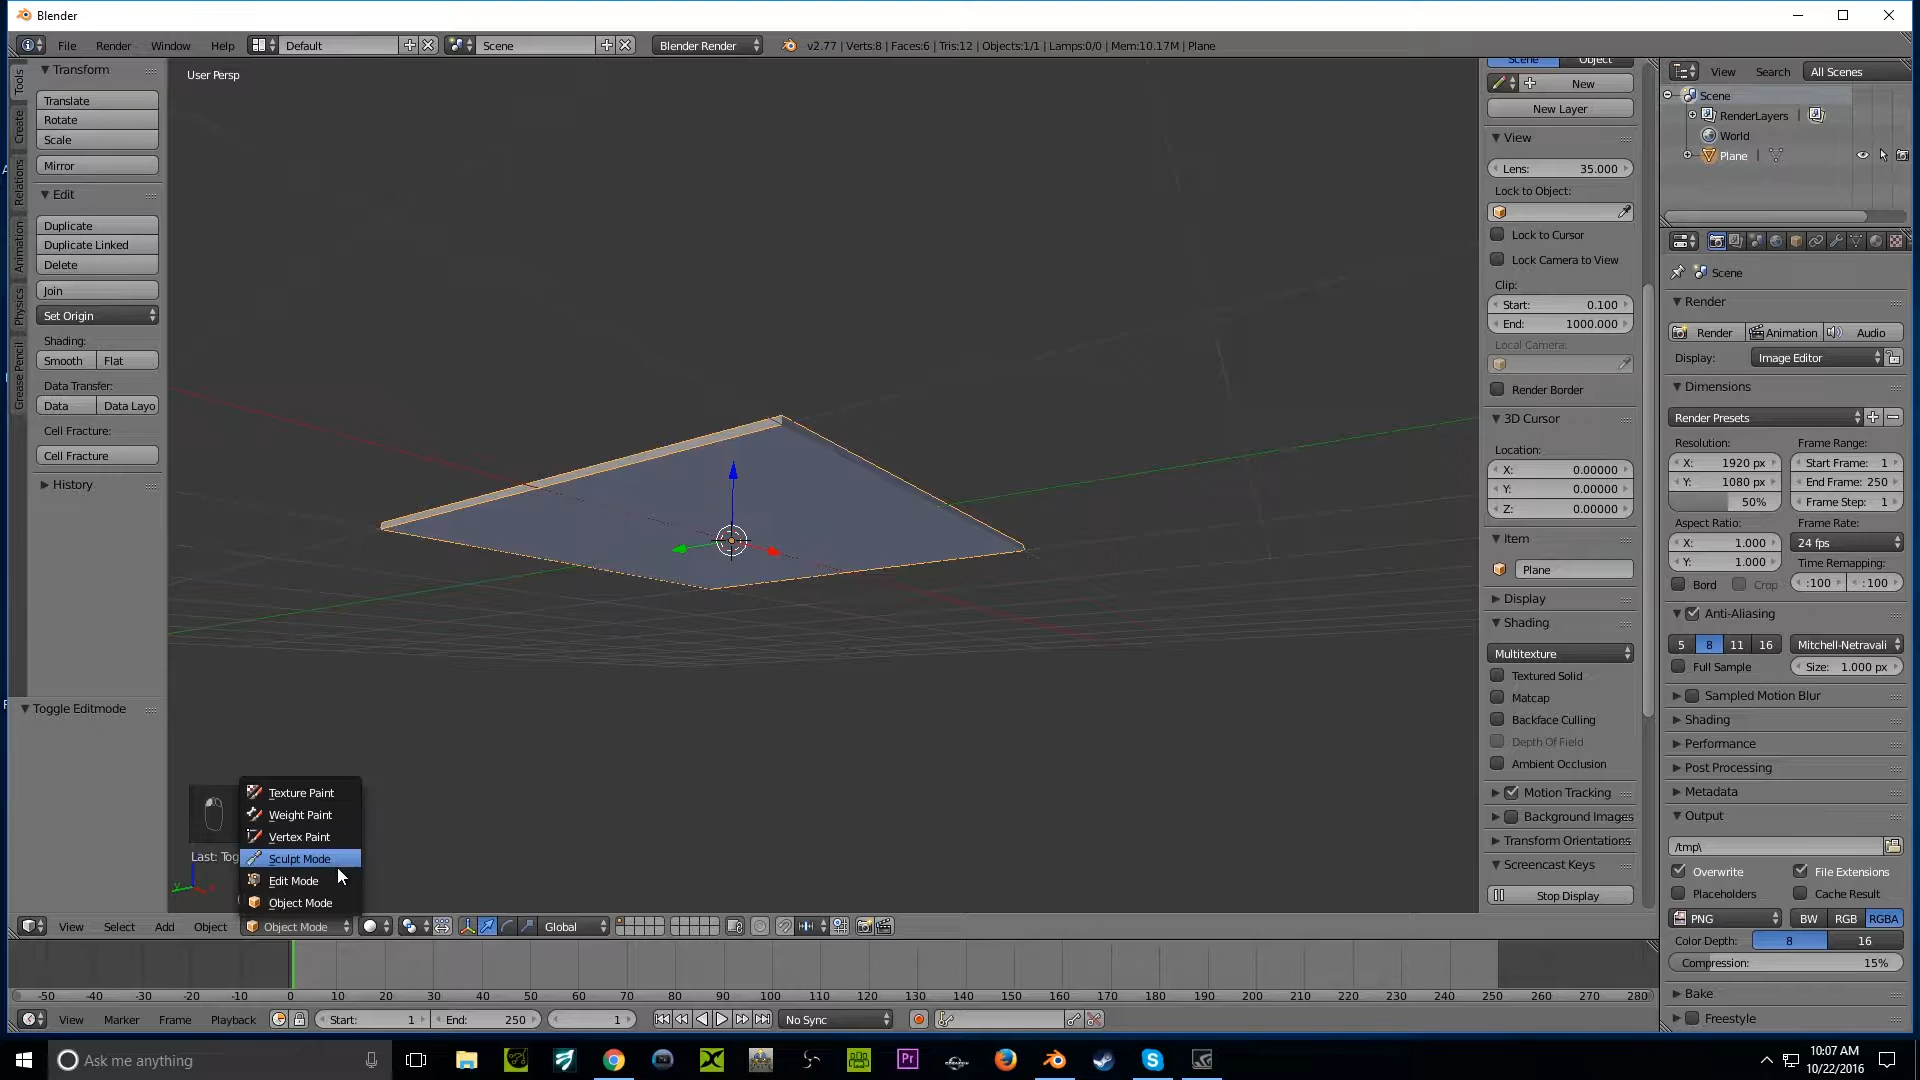 Blender
File Render Window Help Default Scene Blender Render v2.77 | Verts:8 | Faces:6 | Tris:12 | Objects:1/1 | Lamps:0/0 | Mem:10.17M | Plane
Tools
Create
Relations
Animation
Physics
Grease Pencil
Transform
Translate
Rotate
Scale
Mirror
Edit
Duplicate
Duplicate Linked
Delete
Join
Set Origin
Shading:
Smooth Flat
Data Transfer:
Data Data Layo
Cell Fracture:
Cell Fracture
History
Toggle Editmode
User Persp
Texture Paint
Weight Paint
Vertex Paint
Sculpt Mode
Edit Mode
Object Mode
Last: Tog
View Select Add Object Object Mode Global
Scene Object
New
New Layer
View
Lens: 35.000
Lock to Object:
Lock to Cursor
Lock Camera to View
Clip:
Start: 0.100
End: 1000.000
Local Camera:
Render Border
3D Cursor
Location:
X: 0.00000
Y: 0.00000
Z: 0.00000
Item
Plane
Display
Shading
Multitexture
Textured Solid
Matcap
Backface Culling
Depth Of Field
Ambient Occlusion
Motion Tracking
Background Images
Transform Orientations
Screencast Keys
Stop Display
View Search All Scenes
Scene
RenderLayers |
World
Plane |
Scene
Render
Render Animation Audio
Display: Image Editor
Dimensions
Render Presets
Resolution: Frame Range:
X: 1920 px Start Frame: 1
Y: 1080 px End Frame: 250
50% Frame Step: 1
Aspect Ratio: Frame Rate:
X: 1.000 24 fps
Y: 1.000 Time Remapping:
Bord Crop :100 :100
Anti-Aliasing
5 8 11 16 Mitchell-Netravali
Full Sample Size: 1.000 px
Sampled Motion Blur
Shading
Performance
Post Processing
Metadata
Output
/tmp\
Overwrite File Extensions
Placeholders Cache Result
PNG BW RGB RGBA
Color Depth: 8 16
Compression: 15%
Bake
Freestyle
-50 -40 -30 -20 -10 0 10 20 30 40 50 60 70 80 90 100 110 120 130 140 150 160 170 180 190 200 210 220 230 240 250 260 270 280
View Marker Frame Playback Start: 1 End: 250 1 No Sync
Ask me anything
Pr
10:07 AM
10/22/2016